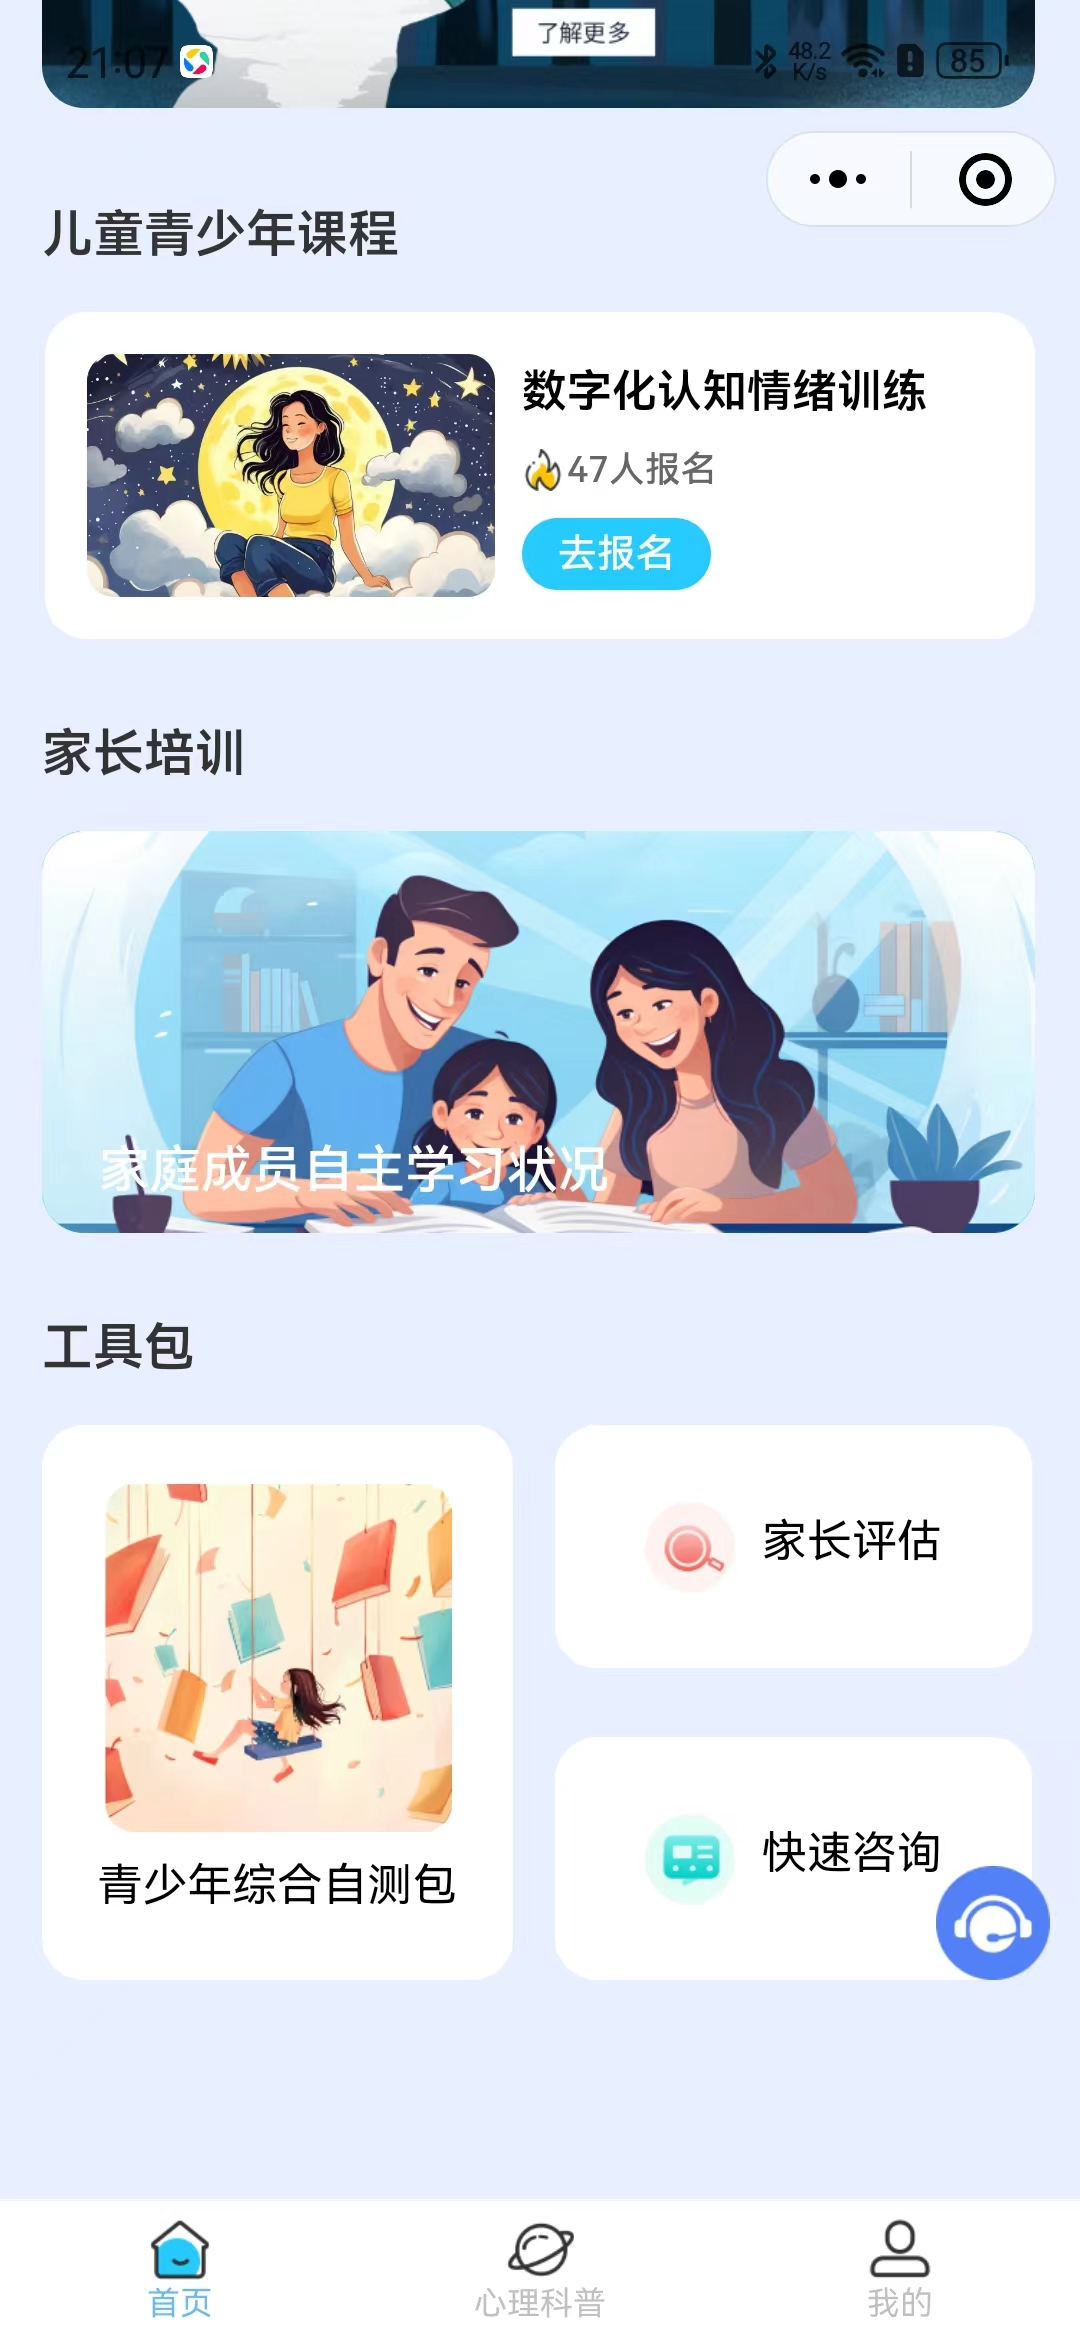 了解更多
21:07
48.2
K/s
85
儿童青少年课程
数字化认知情绪训练
47人报名
去报名
家长培训
家庭成员自主学习状况
工具包
家长评估
青少年综合自测包
快速咨询
首页
心理科普
我的